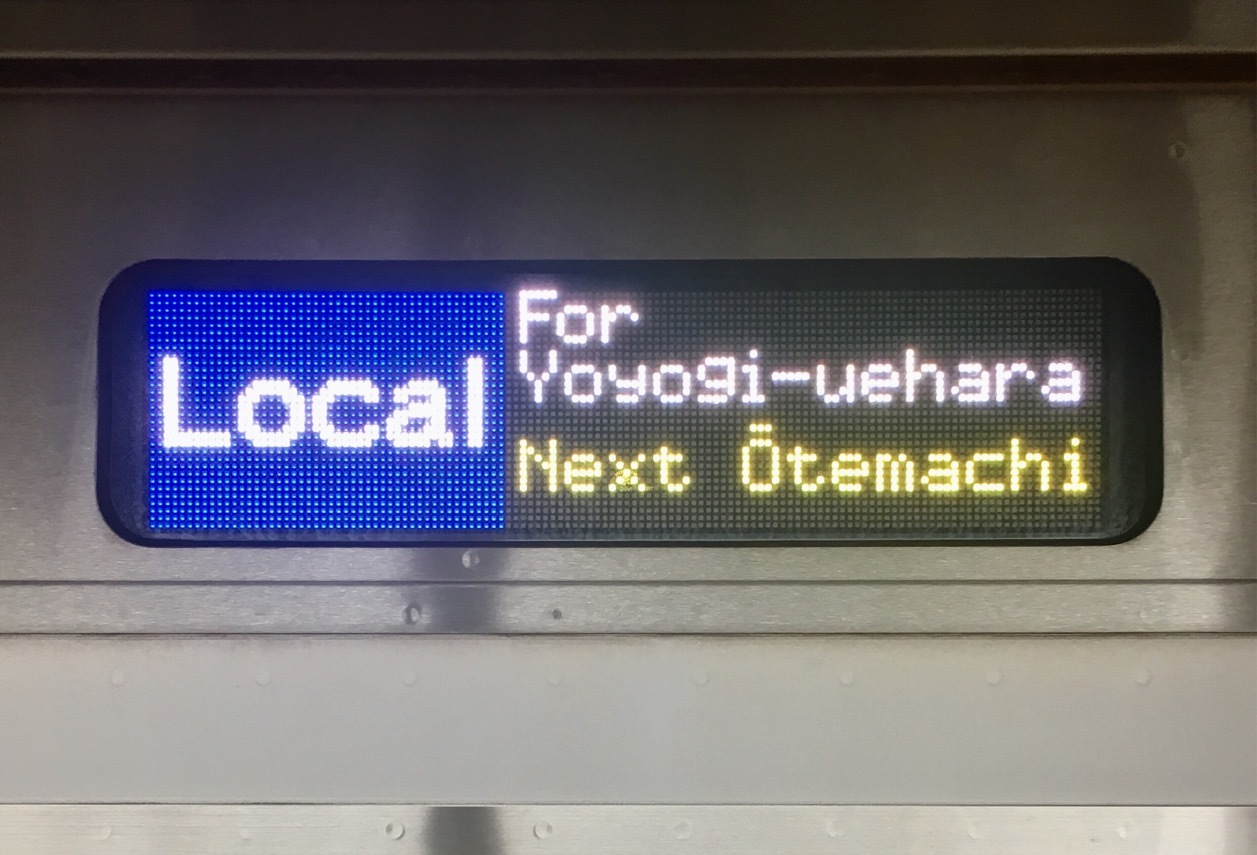 Local
For
Yoyogi-uehara
Next Ōtemachi